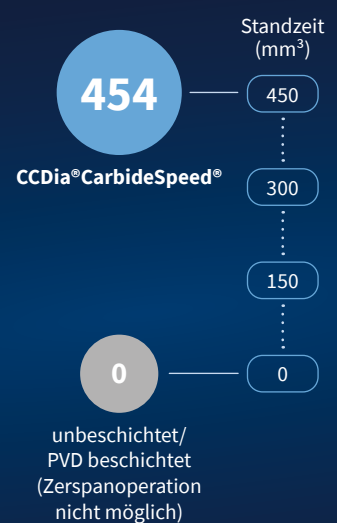 Standzeit
(mm³)
454
450
CCDia®CarbideSpeed®
300
150
0
0
unbeschichtet/
PVD beschichtet
(Zerspanoperation
nicht möglich)